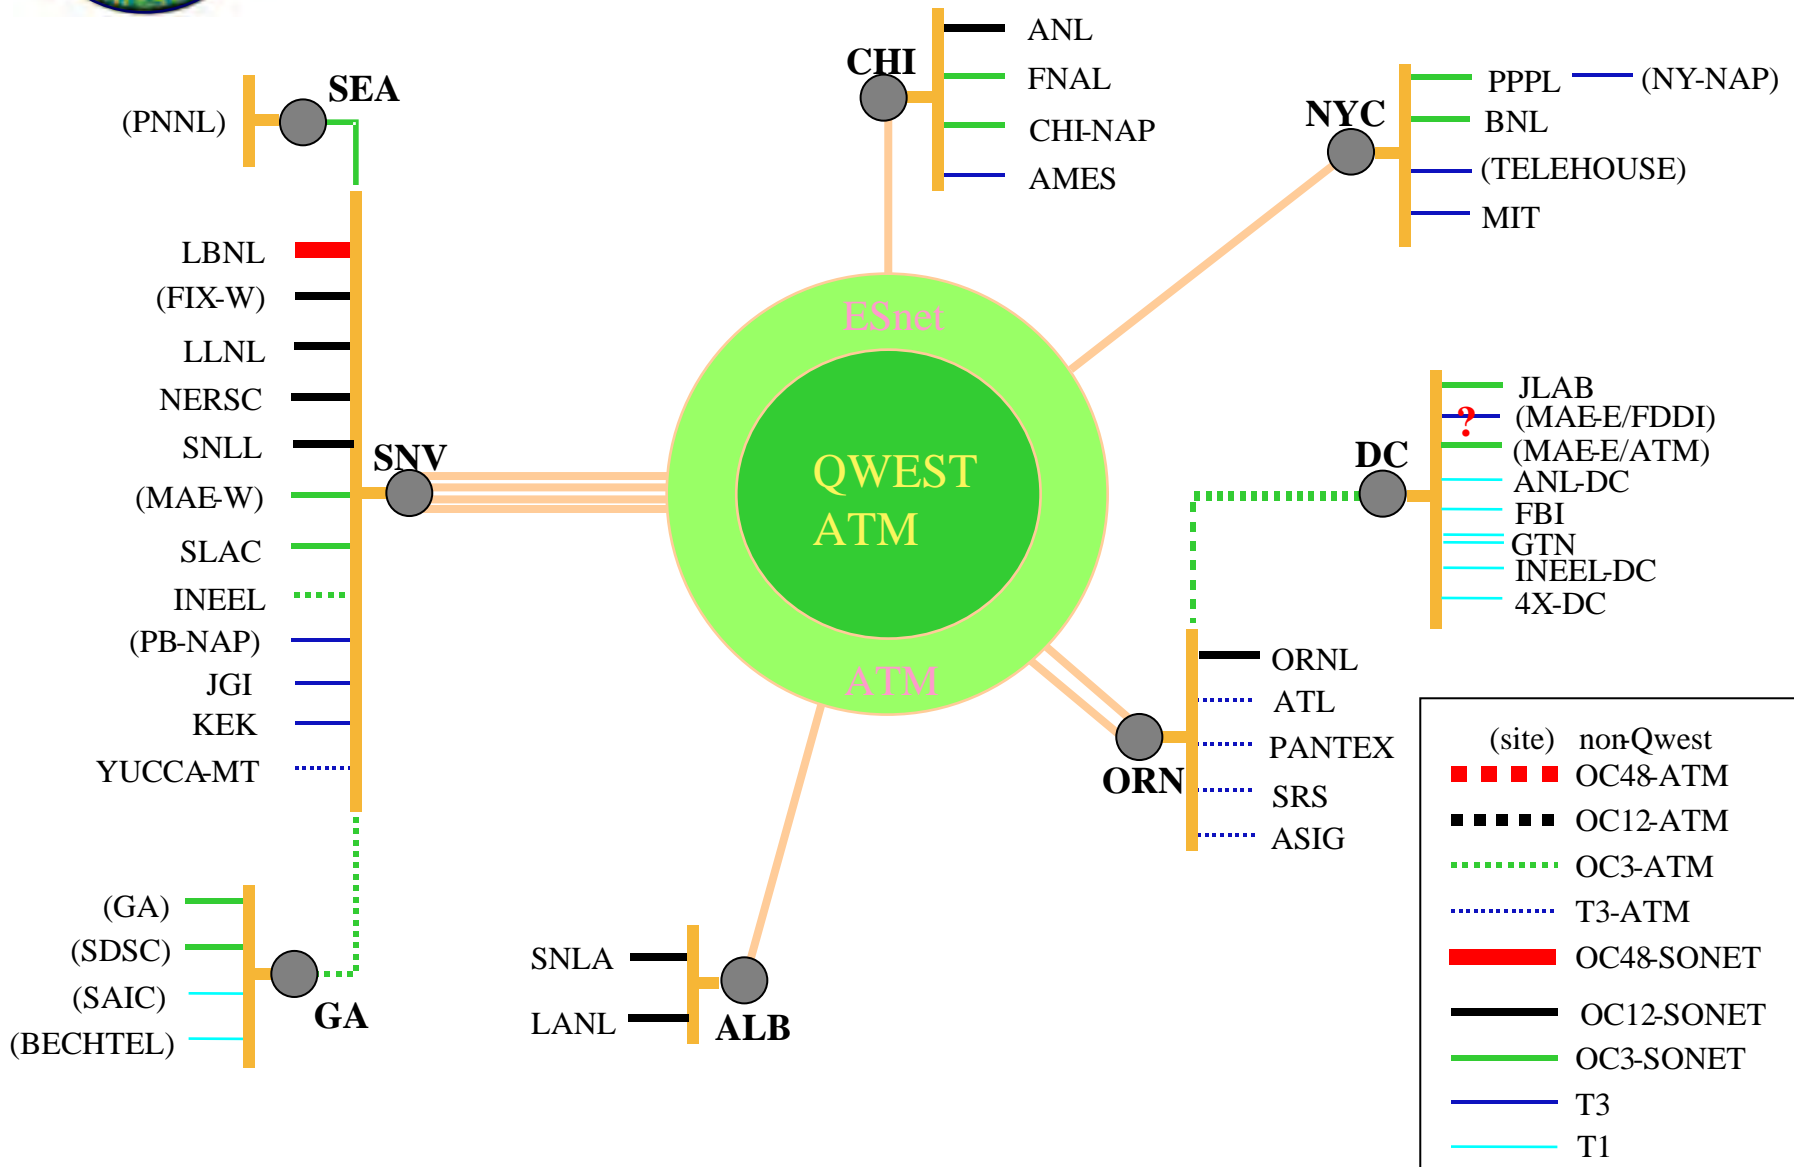 SEA
(PNNL)
CHI
ANL
FNAL
CHI-NAP
AMES
NYC
PPPL
(NY-NAP)
BNL
(TELEHOUSE)
MIT
LBNL
(FIX-W)
LLNL
NERSC
SNLL
SNV
(MAE-W)
SLAC
INEEL
(PB-NAP)
JGI
KEK
YUCCA-MT
ESnet
QWEST
ATM
ATM
DC
JLAB
?
(MAE-E/FDDI)
(MAE-E/ATM)
ANL-DC
FBI
GTN
INEEL-DC
4X-DC
ORN
ORNL
ATL
PANTEX
SRS
ASIG
(GA)
(SDSC)
(SAIC)
(BECHTEL)
GA
SNLA
LANL
ALB
(site) non-Qwest
OC48-ATM
OC12-ATM
OC3-ATM
T3-ATM
OC48-SONET
OC12-SONET
OC3-SONET
T3
T1